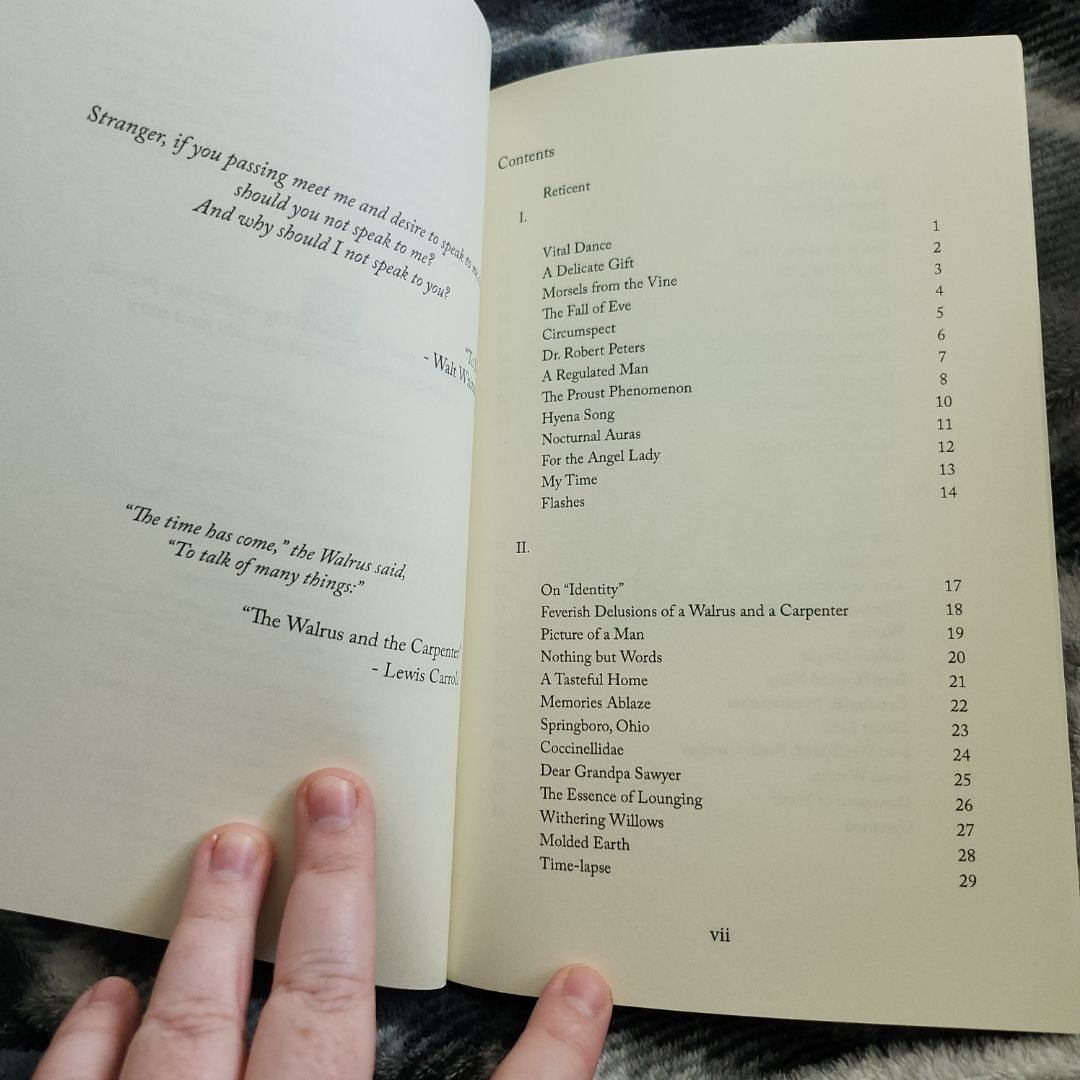 Stranger, if you passing meet me and desire to speak to me,
should you not speak to me?
And why should I not speak to you?
- Walt
“The time has come,” the Walrus said,
“To talk of many things:”
“The Walrus and the Carpenter”
- Lewis Carroll
Contents
Reticent
I.
Vital Dance 1
A Delicate Gift 2
Morsels from the Vine 3
The Fall of Eve 4
Circumspect 5
Dr. Robert Peters 6
A Regulated Man 7
The Proust Phenomenon 8
Hyena Song 10
Nocturnal Auras 11
For the Angel Lady 12
My Time 13
Flashes 14
II.
On “Identity” 17
Feverish Delusions of a Walrus and a Carpenter 18
Picture of a Man 19
Nothing but Words 20
A Tasteful Home 21
Memories Ablaze 22
Springboro, Ohio 23
Coccinellidae 24
Dear Grandpa Sawyer 25
The Essence of Lounging 26
Withering Willows 27
Molded Earth 28
Time-lapse 29
vii